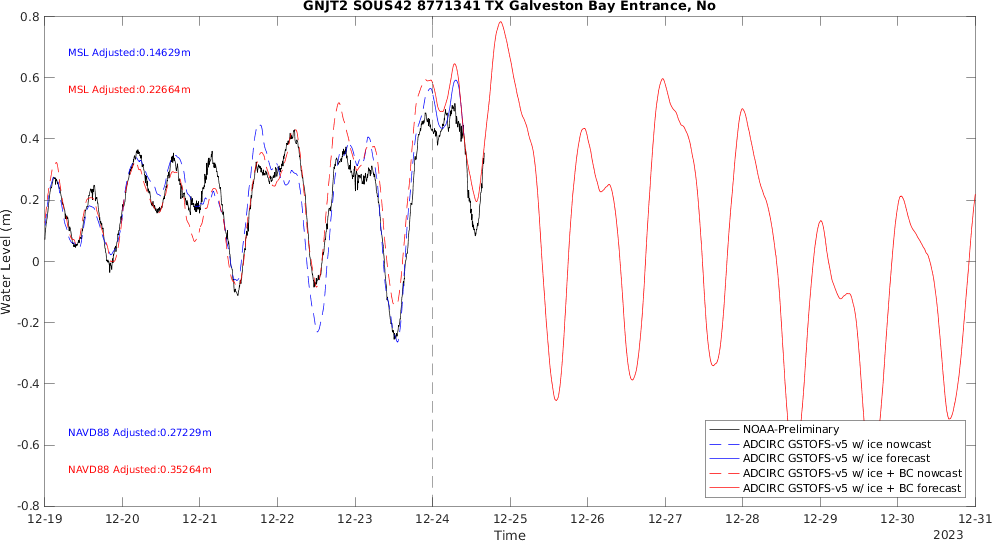 GNJT2 SOUS42 8771341 TX Galveston Bay Entrance, No
0.8
0.6
0.4
0.2
0
-0.2
-0.4
-0.6
-0.8
Water Level (m)
MSL Adjusted:0.14629m
MSL Adjusted:0.22664m
NAVD88 Adjusted:0.27229m
NAVD88 Adjusted:0.35264m
NOAA-Preliminary
ADCIRC GSTOFS-v5 w/ ice nowcast
ADCIRC GSTOFS-v5 w/ ice forecast
ADCIRC GSTOFS-v5 w/ ice + BC nowcast
ADCIRC GSTOFS-v5 w/ ice + BC forecast
12-19 12-20 12-21 12-22 12-23 12-24 12-25 12-26 12-27 12-28 12-29 12-30 12-31
Time
2023